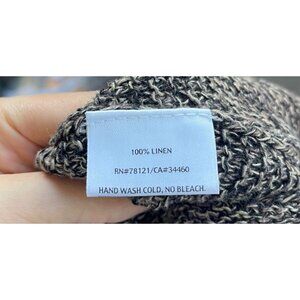 100% LINEN
RN#78121/CA#34460
HAND WASH COLD, NO BLEACH.